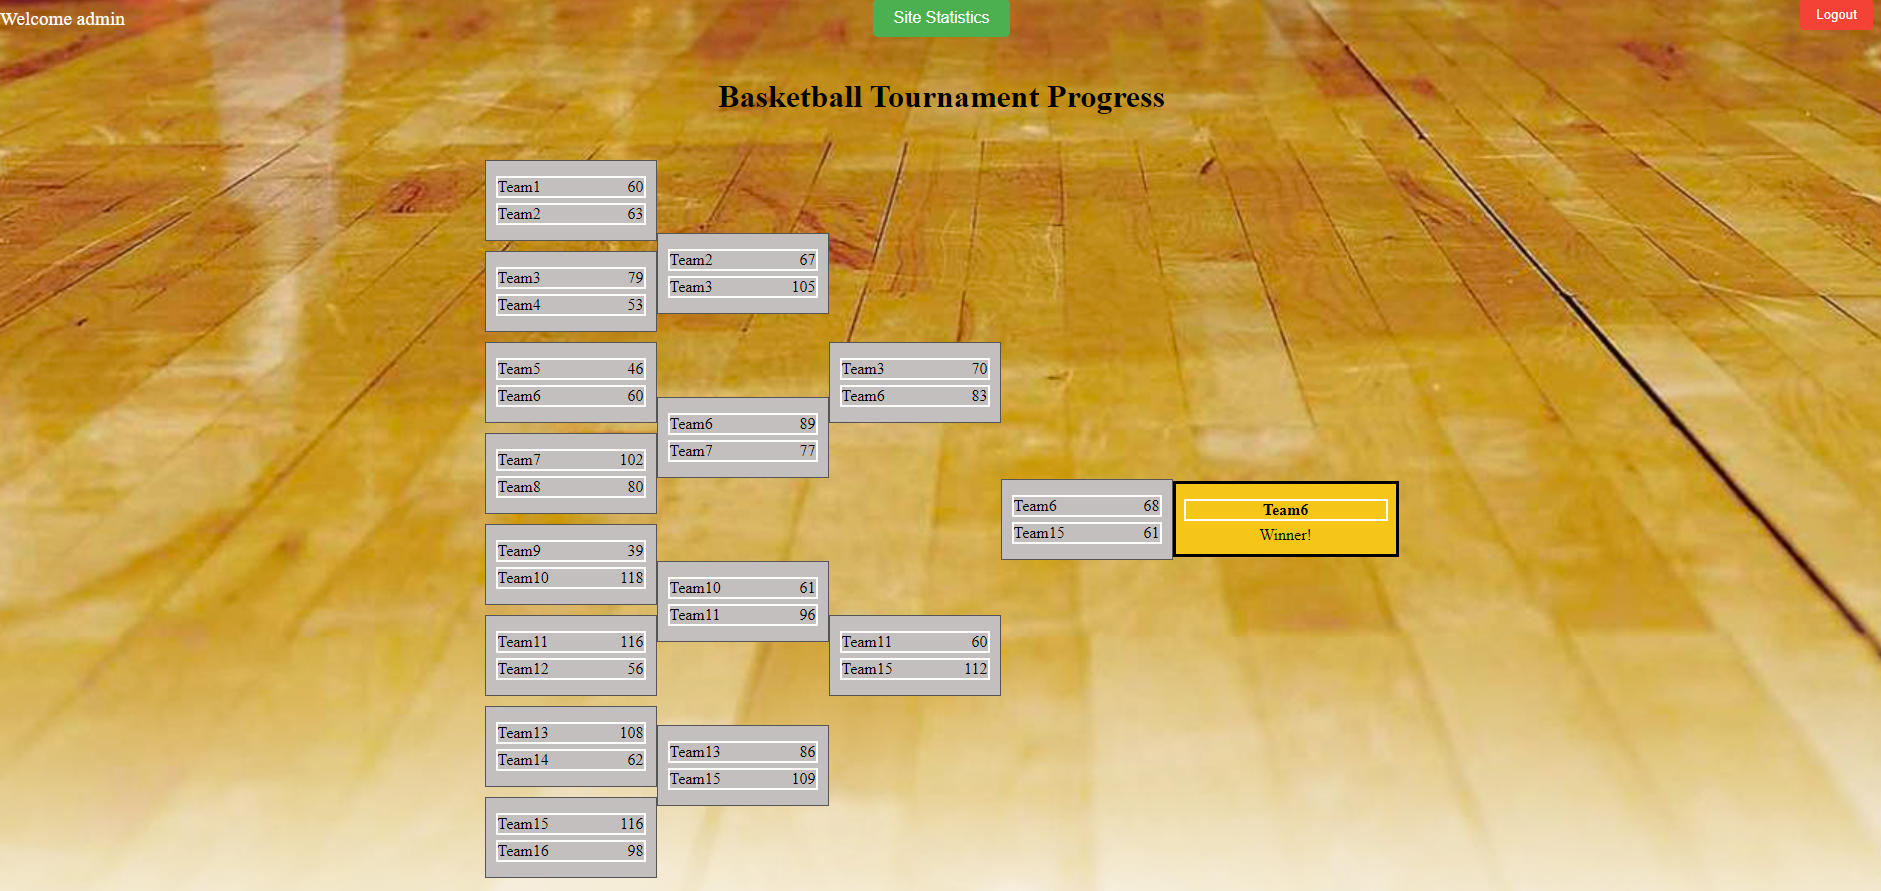 Welcome admin
Site Statistics
Logout
Basketball Tournament Progress
Team1 60
Team2 63
Team3 79
Team4 53
Team5 46
Team6 60
Team7 102
Team8 80
Team9 39
Team10 118
Team11 116
Team12 56
Team13 108
Team14 62
Team15 116
Team16 98
Team2 67
Team3 105
Team6 89
Team7 77
Team10 61
Team11 96
Team13 86
Team15 109
Team3 70
Team6 83
Team11 60
Team15 112
Team6 68
Team15 61
Team6
Winner!